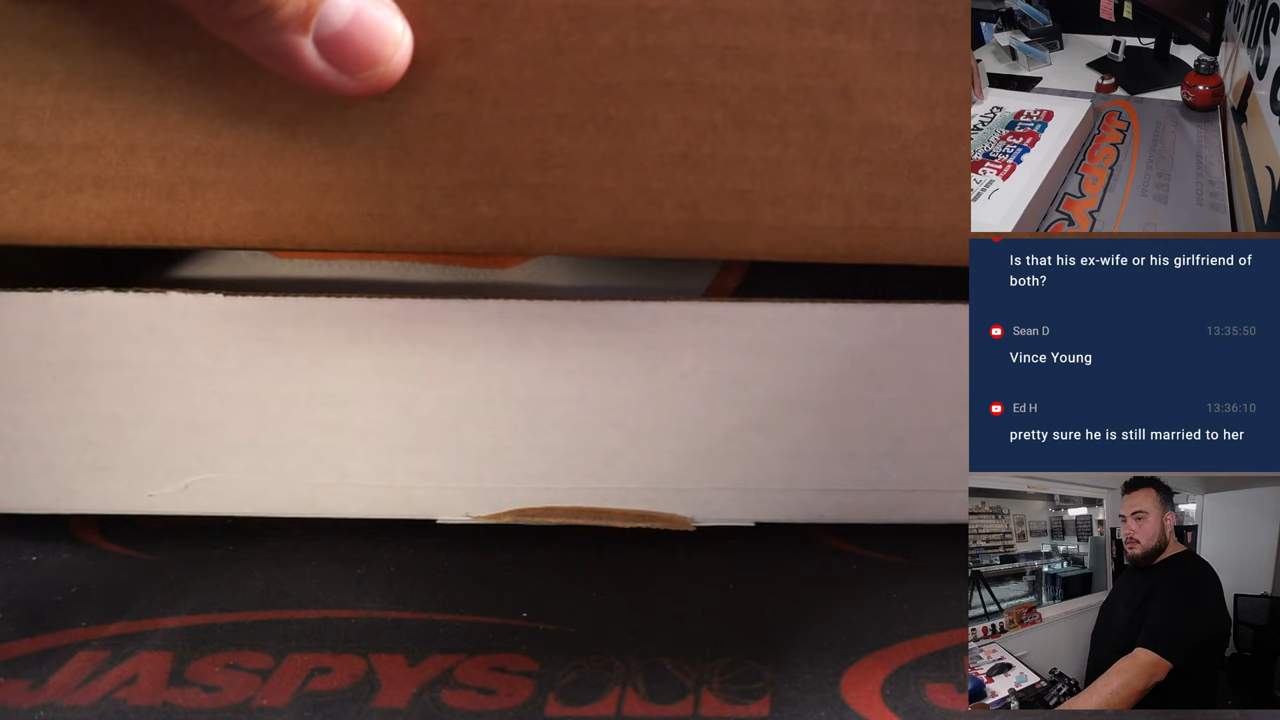 JASPYS
J
JASPYS
Is that his ex-wife or his girlfriend of
both?
Sean D 13:35:50
Vince Young
Ed H 13:36:10
pretty sure he is still married to her